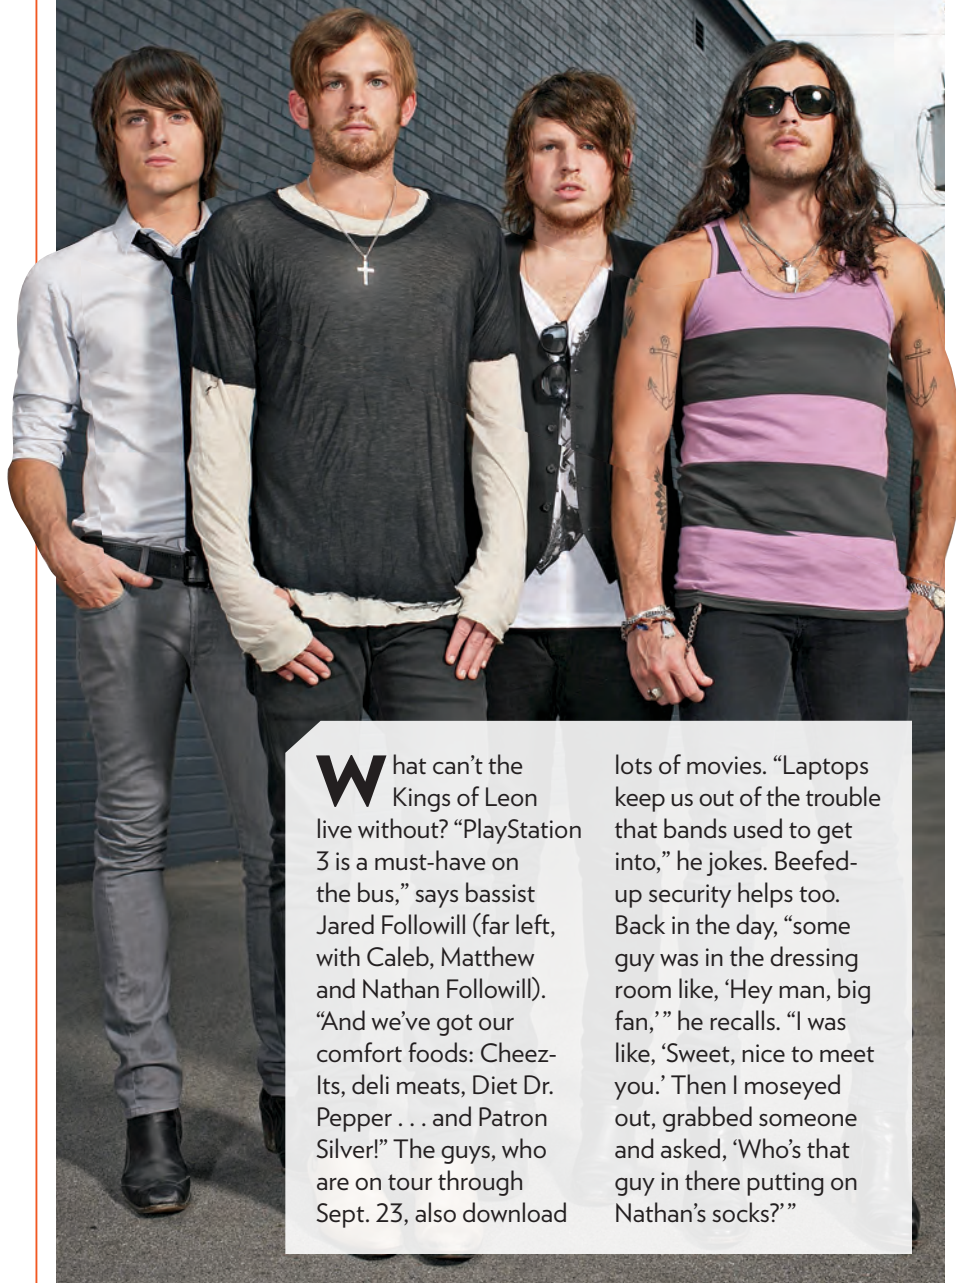 What can't the
Kings of Leon
live without? “PlayStation
3 is a must-have on
the bus,” says bassist
Jared Followill (far left,
with Caleb, Matthew
and Nathan Followill).
“And we've got our
comfort foods: Cheez-
Its, deli meats, Diet Dr.
Pepper . . . and Patron
Silver!” The guys, who
are on tour through
Sept. 23, also download
lots of movies. “Laptops
keep us out of the trouble
that bands used to get
into,” he jokes. Beefed-
up security helps too.
Back in the day, “some
guy was in the dressing
room like, ‘Hey man, big
fan,’ ” he recalls. “I was
like, ‘Sweet, nice to meet
you.’ Then I moseyed
out, grabbed someone
and asked, ‘Who's that
guy in there putting on
Nathan's socks?’ ”